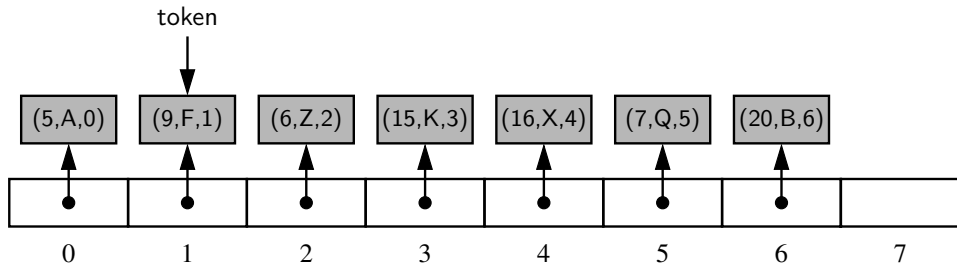 token
(5,A,0) (9,F,1) (6,Z,2) (15,K,3) (16,X,4) (7,Q,5) (20,B,6)
0 1 2 3 4 5 6 7